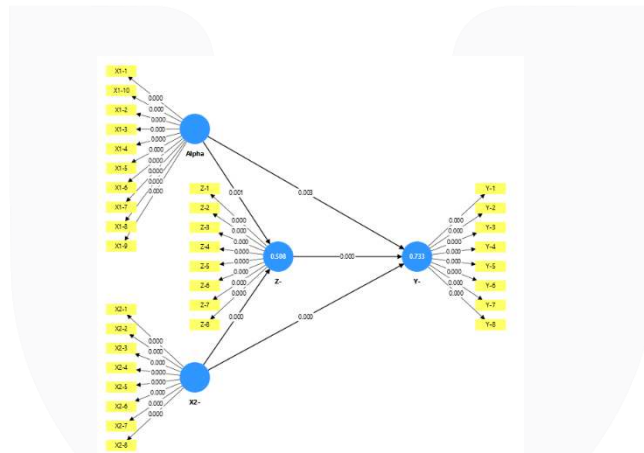 X1-1
X1-10
X1-2
X1-3
X1-4
X1-5
X1-6
X1-7
X1-8
X1-9
0.000
0.000
0.000
0.000
0.000
0.000
0.000
0.000
0.000
0.000
Alpha
0.001
0.003
Z-1
Z-2
Z-3
Z-4
Z-5
Z-6
Z-7
Z-8
0.000
0.000
0.000
0.000
0.000
0.000
0.000
0.000
0.508
Z-
0.000
0.733
Y-
Y-1
Y-2
Y-3
Y-4
Y-5
Y-6
Y-7
Y-8
0.000
0.000
0.000
0.000
0.000
0.000
0.000
0.000
0.000
0.000
X2-1
X2-2
X2-3
X2-4
X2-5
X2-6
X2-7
X2-8
0.000
0.000
0.000
0.000
0.000
0.000
0.000
0.000
X2-